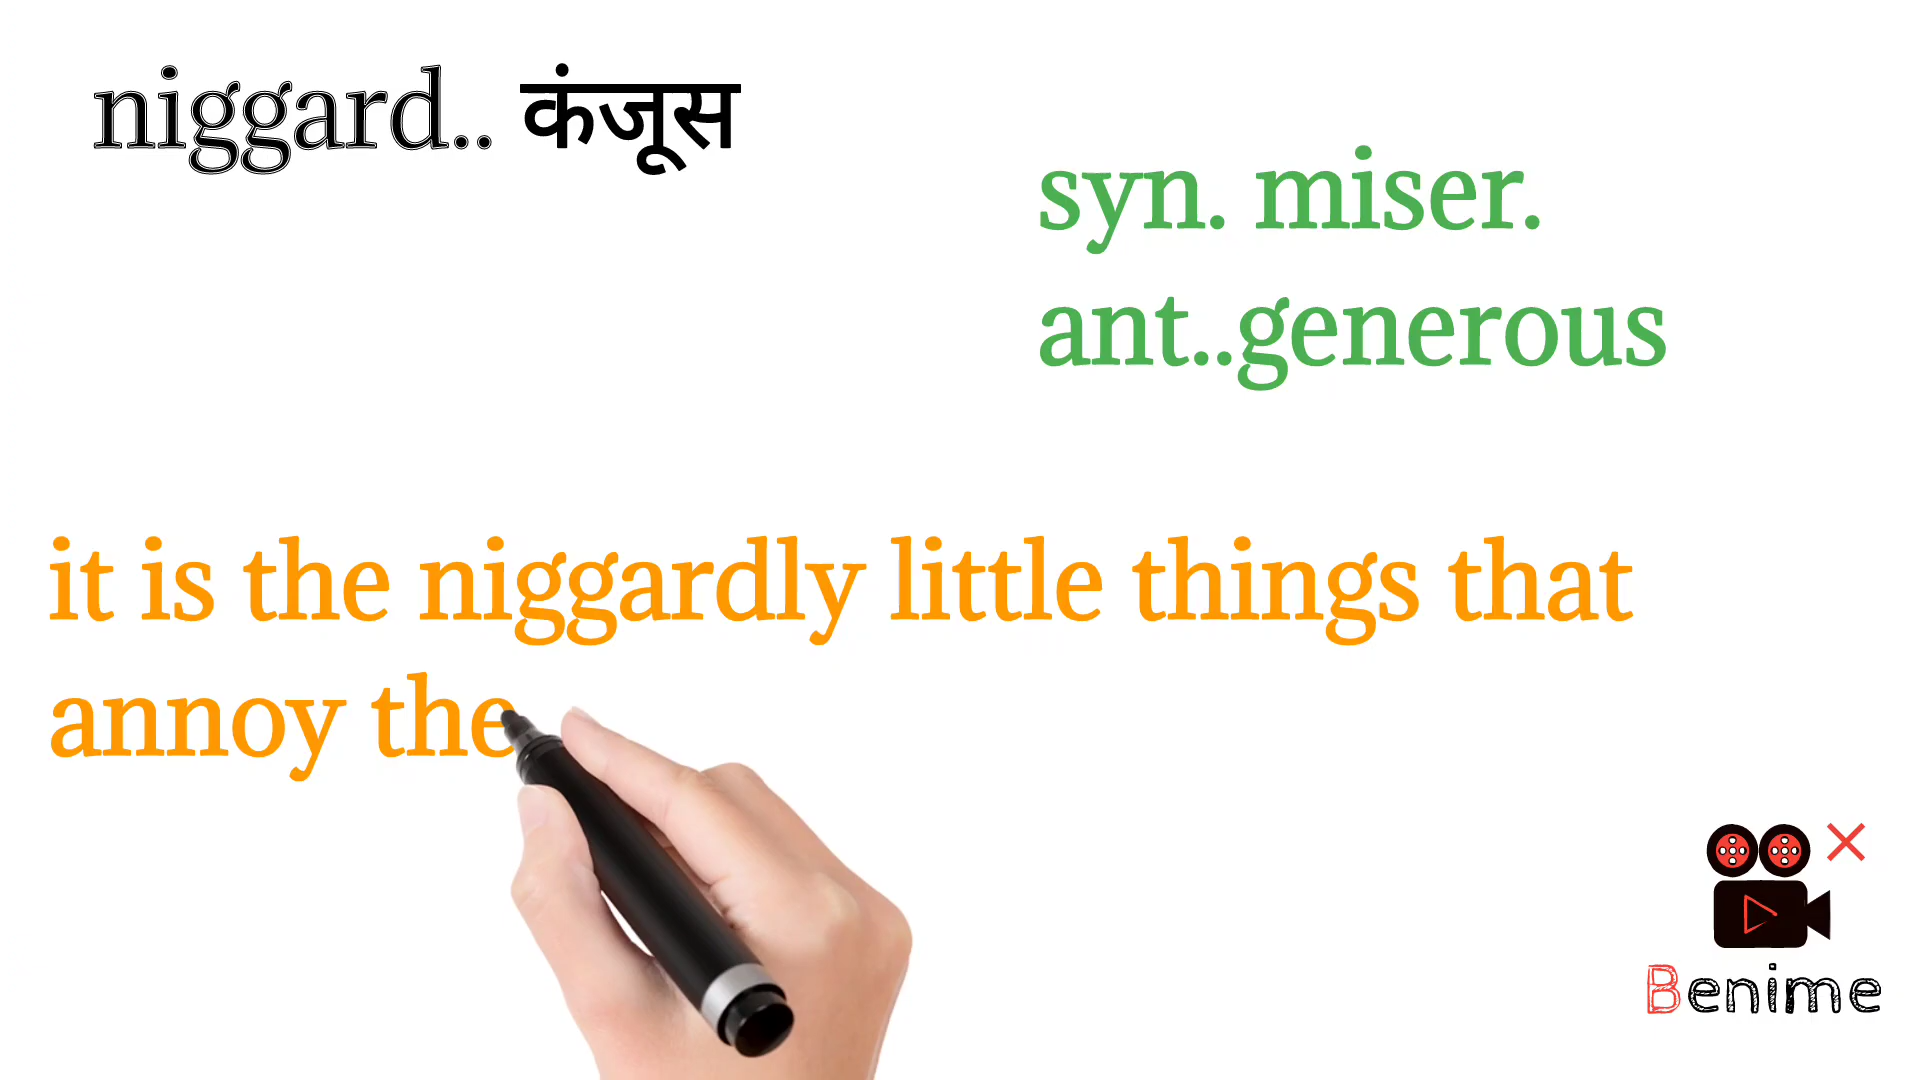 niggard.. कंजूस
syn. miser.
ant..generous
it is the niggardly little things that
annoy the
Benime